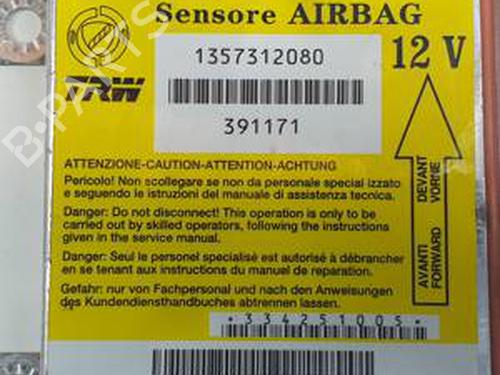 Sensore AIRBAG
1357312080
12 V
TRW
391171
ATTENZIONE-CAUTION-ATTENTION-ACHTUNG
Pericolo! Non scollegare se non da personale special izzato
e seguendo le istruzioni del manuale di assistenza tecnica.
Danger: Do not disconnect! This operation is only to be
carried out by skilled operators, following the instructions
given in the service manual.
Danger: Seul le personel spécialisé est autorisé à débrancher
en se tenant aux instructions du manuel de reparation.
Gefahr: nur von Fachpersonal und nach den Anweisungen
des Kundendiensthandbuches abtrennen lassen.
AVANTI DEVANT
FORWARD VORNE
*334251005*
B-PARTS